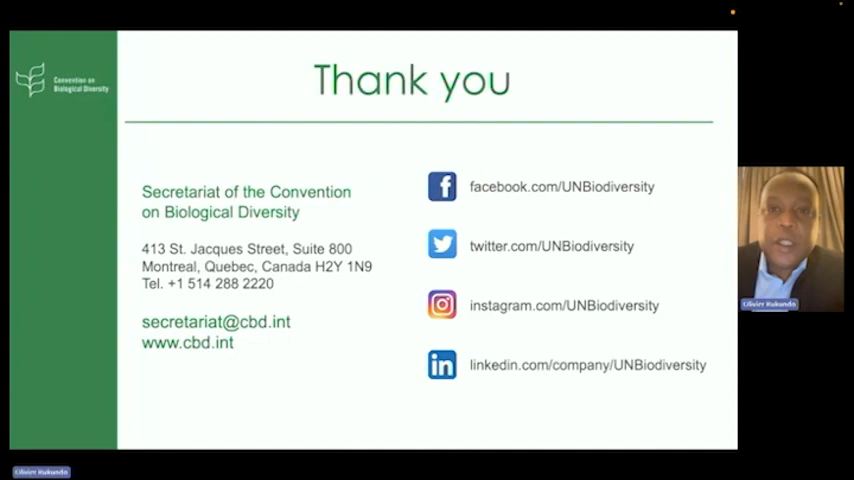 Convention on
Biological Diversity
Thank you
Secretariat of the Convention
on Biological Diversity
413 St. Jacques Street, Suite 800
Montreal, Quebec, Canada H2Y 1N9
Tel. +1 514 288 2220
secretariat@cbd.int
www.cbd.int
facebook.com/UNBiodiversity
twitter.com/UNBiodiversity
instagram.com/UNBiodiversity
linkedin.com/company/UNBiodiversity
Olivier Rukundo
Olivier Rukundo